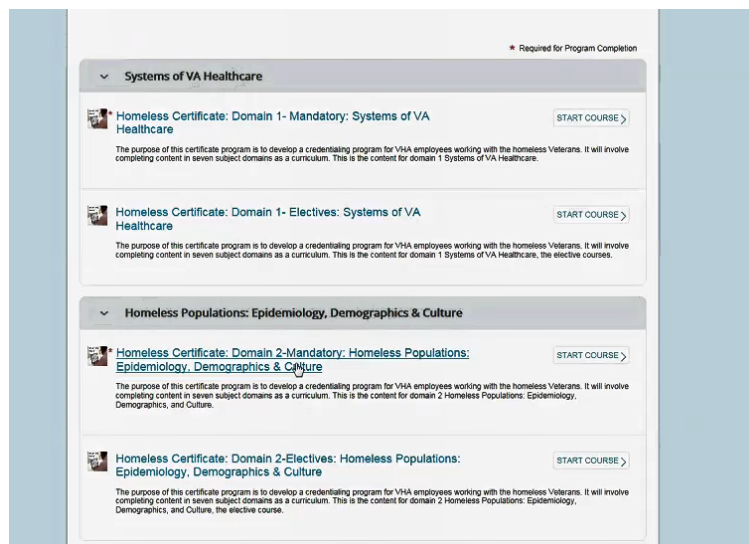 * Required for Program Completion
Systems of VA Healthcare
* Homeless Certificate: Domain 1- Mandatory: Systems of VA
Healthcare
START COURSE
The purpose of this certificate program is to develop a credentialing program for VHA employees working with the homeless Veterans. It will involve
completing content in seven subject domains as a curriculum. This is the content for domain 1 Systems of VA Healthcare.
Homeless Certificate: Domain 1- Electives: Systems of VA
Healthcare
START COURSE
The purpose of this certificate program is to develop a credentialing program for VHA employees working with the homeless Veterans. It will involve
completing content in seven subject domains as a curriculum. This is the content for domain 1 Systems of VA Healthcare, the elective courses.
Homeless Populations: Epidemiology, Demographics & Culture
* Homeless Certificate: Domain 2-Mandatory: Homeless Populations:
Epidemiology, Demographics & Culture
START COURSE
The purpose of this certificate program is to develop a credentialing program for VHA employees working with the homeless Veterans. It will involve
completing content in seven subject domains as a curriculum. This is the content for domain 2 Homeless Populations: Epidemiology,
Demographics, and Culture.
Homeless Certificate: Domain 2-Electives: Homeless Populations:
Epidemiology, Demographics & Culture
START COURSE
The purpose of this certificate program is to develop a credentialing program for VHA employees working with the homeless Veterans. It will involve
completing content in seven subject domains as a curriculum. This is the content for domain 2 Homeless Populations: Epidemiology,
Demographics, and Culture, the elective course.